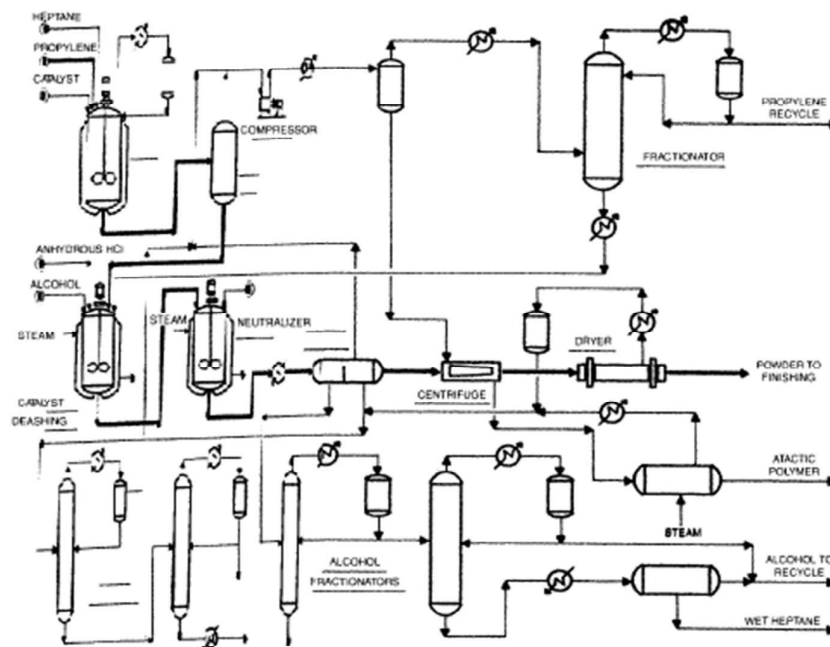 HEPTANE
PROPYLENE
CATALYST
COMPRESSOR
PROPYLENE
RECYCLE
FRACTIONATOR
ANHYDROUS HCl
ALCOHOL
STEAM
STEAM
NEUTRALIZER
DRYER
POWDER TO
FINISHING
CENTRIFUGE
CATALYST
DEASHING
ATACTIC
POLYMER
STEAM
ALCOHOL
FRACTIONATORS
ALCOHOL TO
RECYCLE
WET HEPTANE